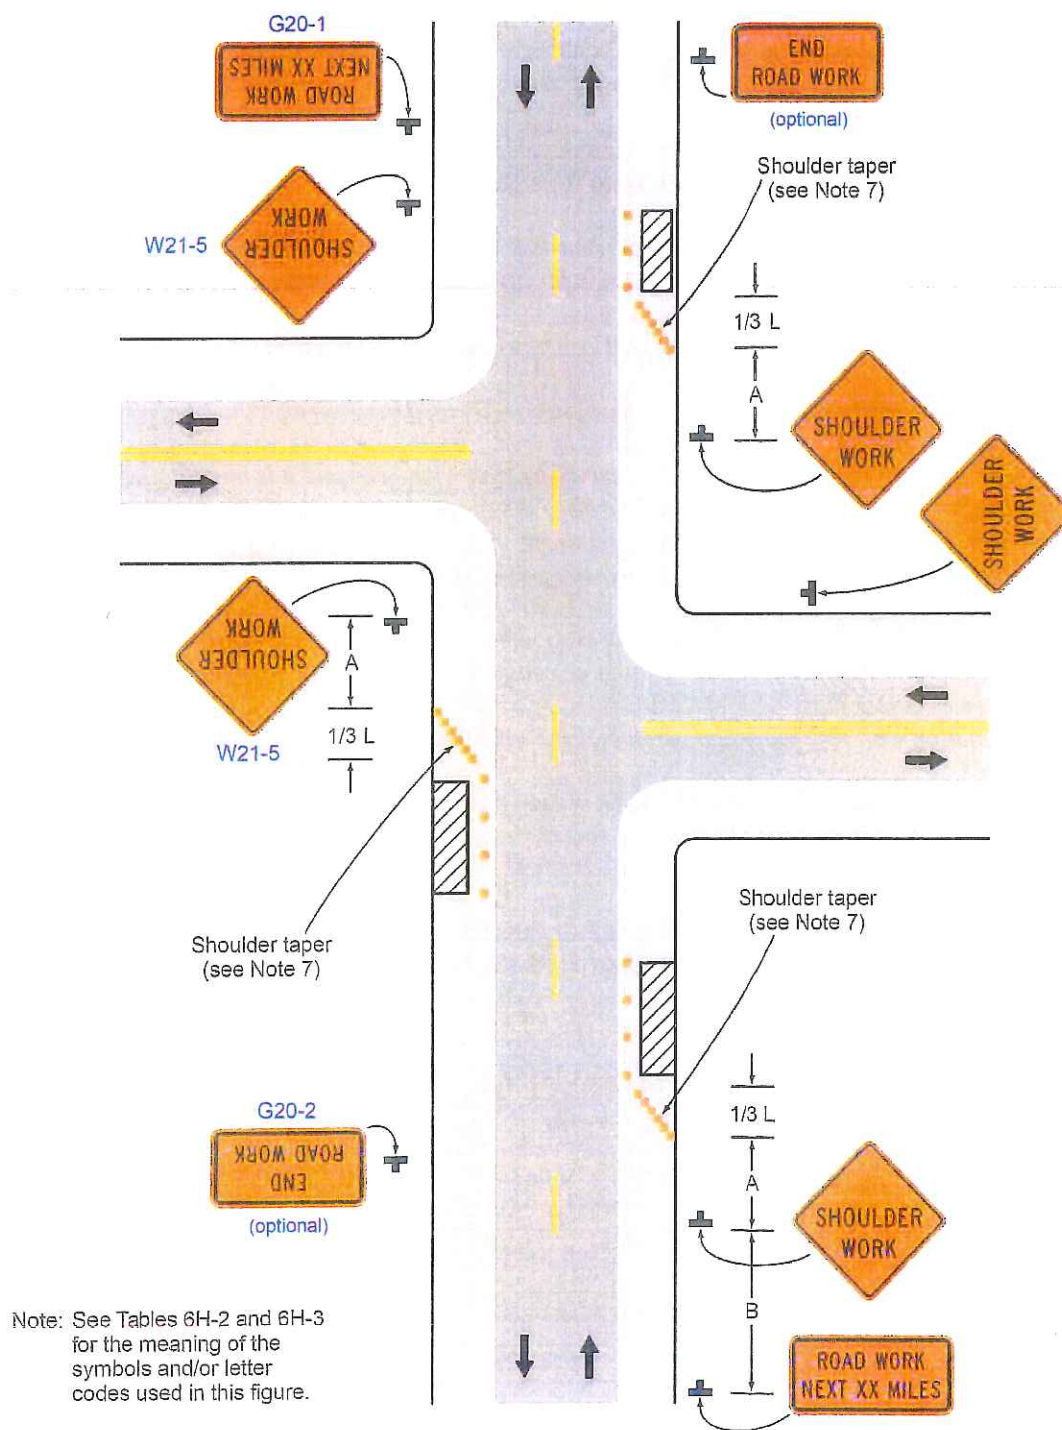 G20-1
ROAD WORK
NEXT XX MILES
END
ROAD WORK
(optional)
Shoulder taper
(see Note 7)
W21-5
SHOULDER
WORK
1/3 L
A
SHOULDER
WORK
SHOULDER
WORK
SHOULDER
WORK
A
W21-5
1/3 L
Shoulder taper
(see Note 7)
Shoulder taper
(see Note 7)
G20-2
END
ROAD WORK
(optional)
1/3 L
A
SHOULDER
WORK
B
Note: See Tables 6H-2 and 6H-3
for the meaning of the
symbols and/or letter
codes used in this figure.
ROAD WORK
NEXT XX MILES